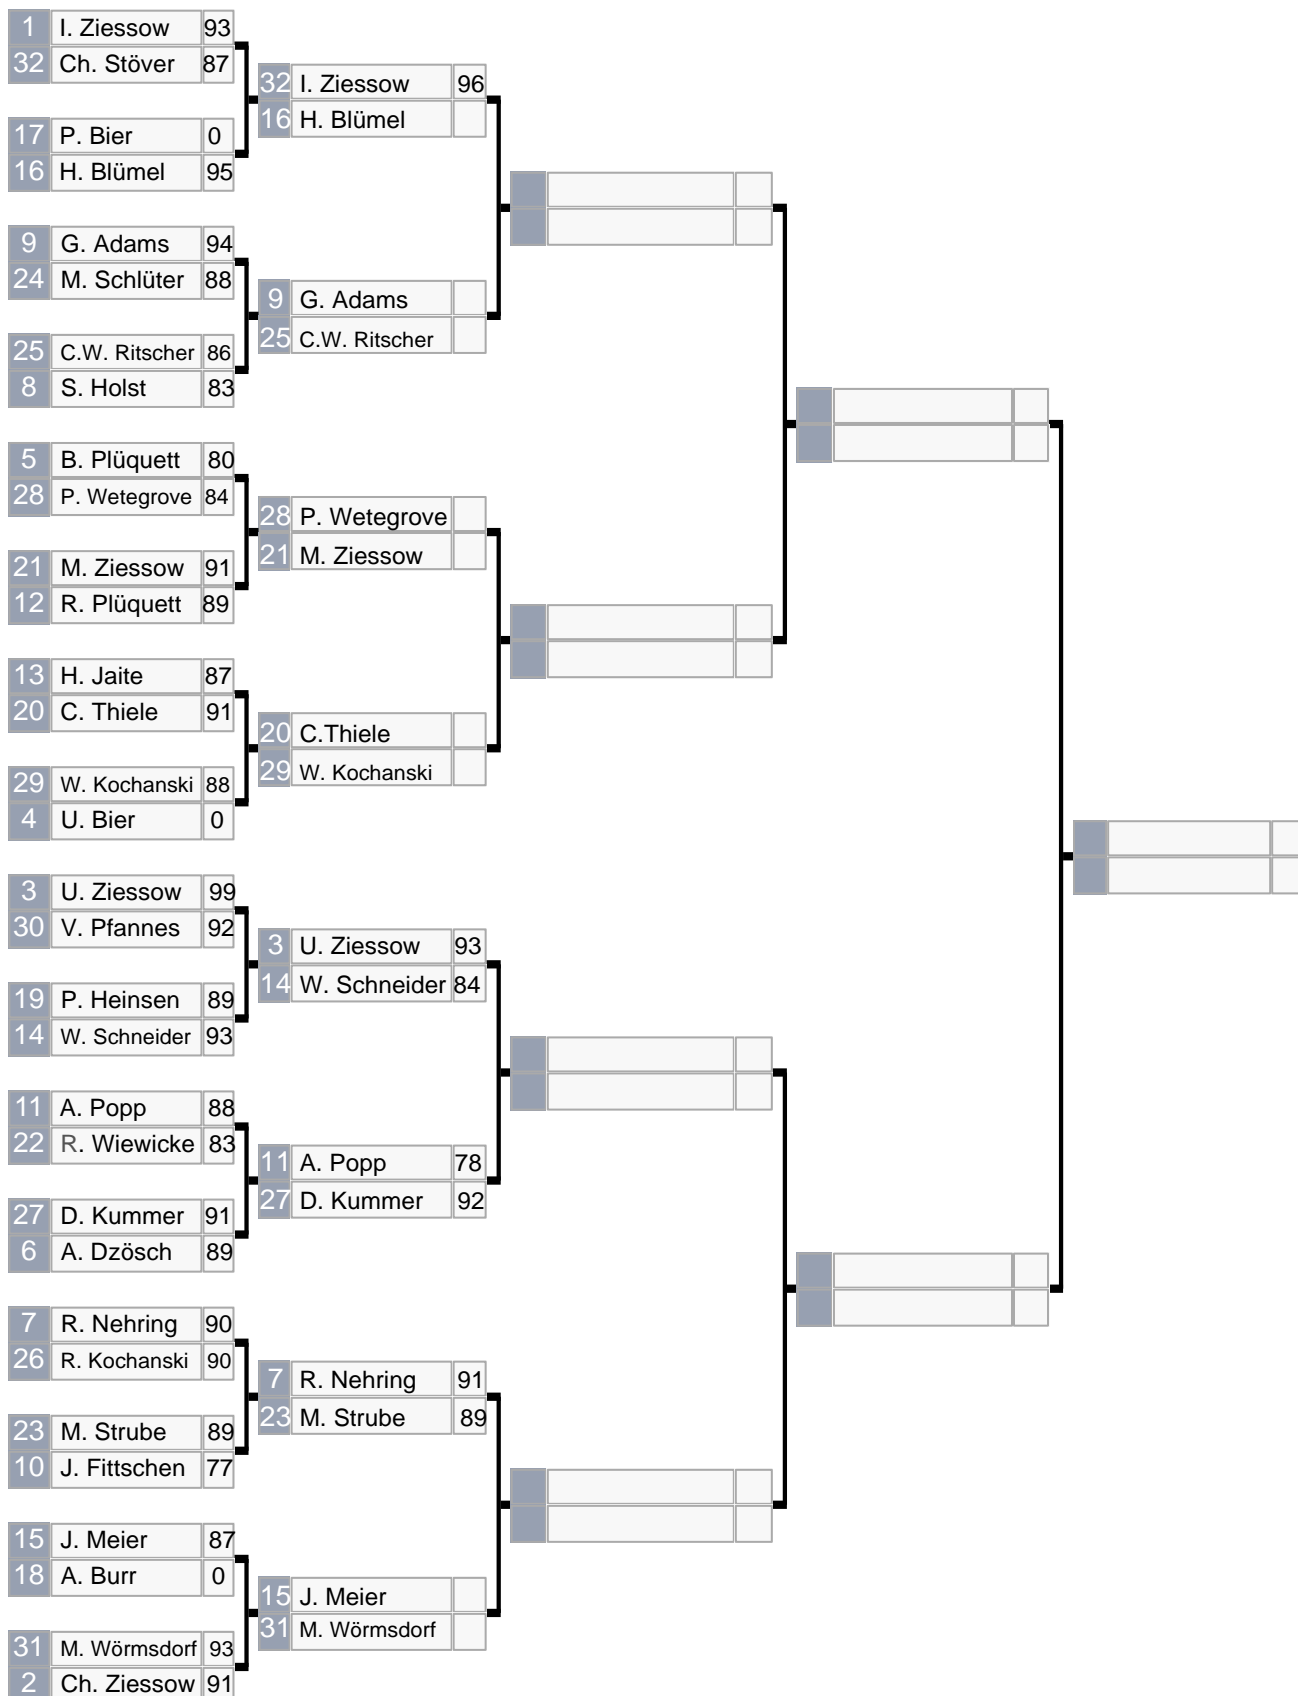 1 I. Ziessow 93
32 Ch. Stöver 87
17 P. Bier 0
16 H. Blümel 95
9 G. Adams 94
24 M. Schlüter 88
25 C.W. Ritscher 86
8 S. Holst 83
5 B. Plüquett 80
28 P. Wetegrove 84
21 M. Ziessow 91
12 R. Plüquett 89
13 H. Jaite 87
20 C. Thiele 91
29 W. Kochanski 88
4 U. Bier 0
3 U. Ziessow 99
30 V. Pfannes 92
19 P. Heinsen 89
14 W. Schneider 93
11 A. Popp 88
22 R. Wiewicke 83
27 D. Kummer 91
6 A. Dzösch 89
7 R. Nehring 90
26 R. Kochanski 90
23 M. Strube 89
10 J. Fittschen 77
15 J. Meier 87
18 A. Burr 0
31 M. Wörmsdorf 93
2 Ch. Ziessow 91
32 I. Ziessow 96
16 H. Blümel
9 G. Adams
25 C.W. Ritscher
28 P. Wetegrove
21 M. Ziessow
20 C.Thiele
29 W. Kochanski
3 U. Ziessow 93
14 W. Schneider 84
11 A. Popp 78
27 D. Kummer 92
7 R. Nehring 91
23 M. Strube 89
15 J. Meier
31 M. Wörmsdorf